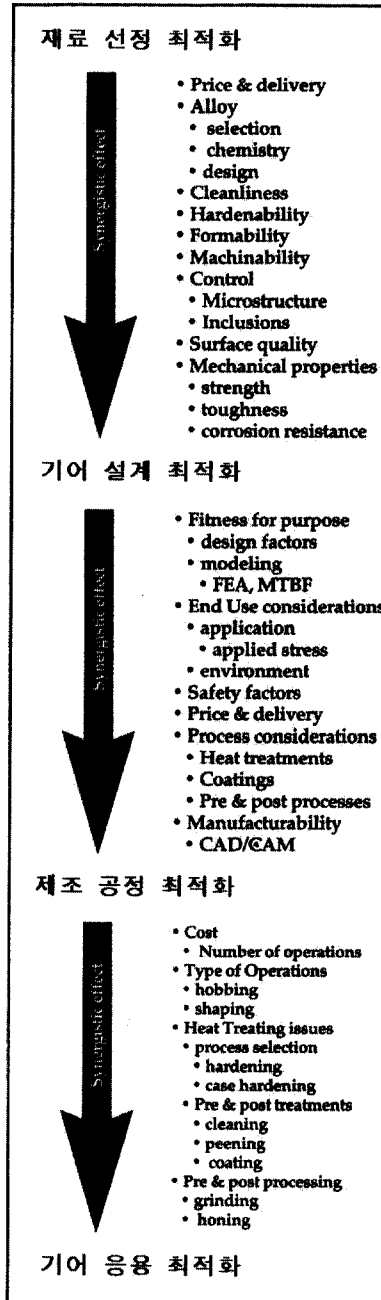 재료 선정 최적화
Synergistic effect
• Price & delivery
• Alloy
• selection
• chemistry
• design
• Cleanliness
• Hardenability
• Formability
• Machinability
• Control
• Microstructure
• Inclusions
• Surface quality
• Mechanical properties
• strength
• toughness
• corrosion resistance
기어 설계 최적화
Synergistic effect
• Fitness for purpose
• design factors
• modeling
• FEA, MTBF
• End Use considerations
• application
• applied stress
• environment
• Safety factors
• Price & delivery
• Process considerations
• Heat treatments
• Coatings
• Pre & post processes
• Manufacturability
• CAD/CAM
제조 공정 최적화
Synergistic effect
• Cost
• Number of operations
• Type of Operations
• hobbing
• shaping
• Heat Treating issues
• process selection
• hardening
• case hardening
• Pre & post treatments
• cleaning
• peening
• coating
• Pre & post processing
• grinding
• honing
기어 응용 최적화